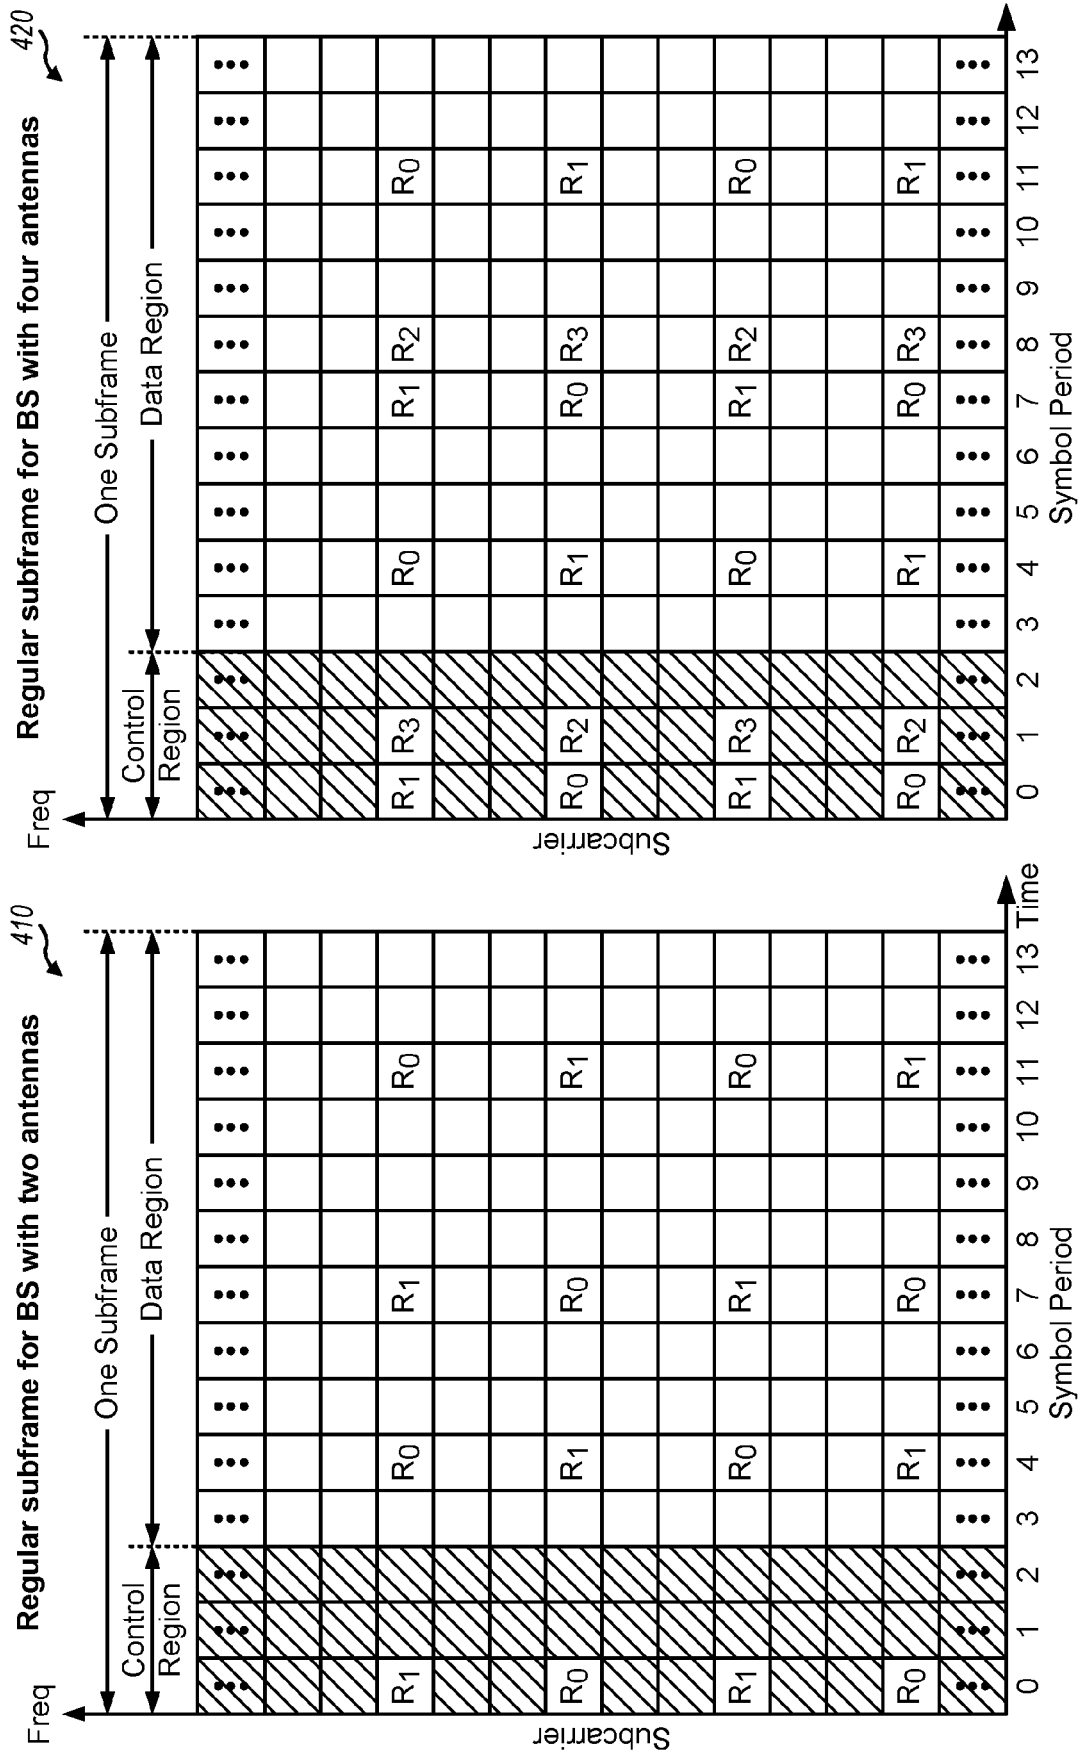 Regular subframe for BS with two antennas
410
Freq
One Subframe
Control
Region
Data Region
Subcarrier
... ... ... ... ... ... ... ... ... ... ... ... ... ...
R1 R0 R1 R0
R0 R1 R0 R1
R1 R0 R1 R0
R0 R1 R0 R1
... ... ... ... ... ... ... ... ... ... ... ... ... ...
0 1 2 3 4 5 6 7 8 9 10 11 12 13
Time
Symbol Period
Regular subframe for BS with four antennas
420
Freq
One Subframe
Control
Region
Data Region
Subcarrier
... ... ... ... ... ... ... ... ... ... ... ... ... ...
R1 R3 R0 R1 R2 R0
R0 R2 R1 R0 R3 R1
R1 R3 R0 R1 R2 R0
R0 R2 R1 R0 R3 R1
... ... ... ... ... ... ... ... ... ... ... ... ... ...
0 1 2 3 4 5 6 7 8 9 10 11 12 13
Symbol Period